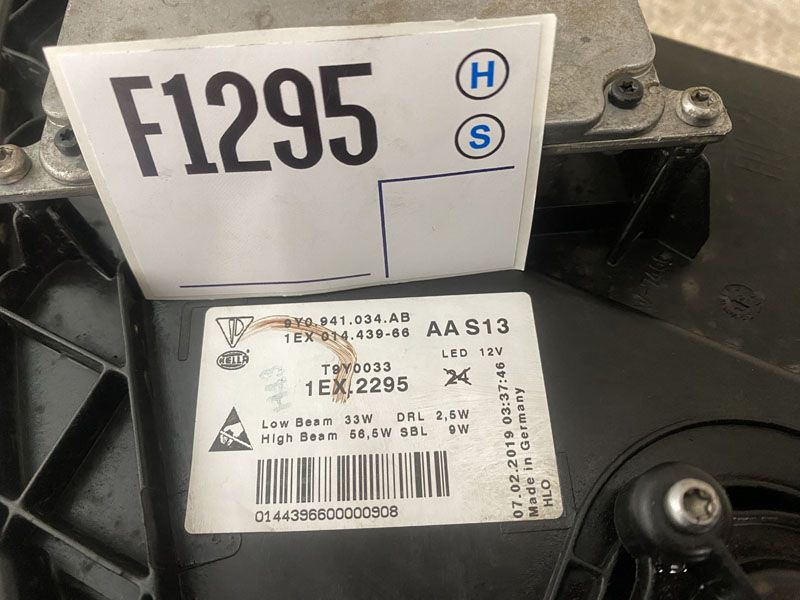 F1295
H
S
9Y0.941.034.AB
1EX 014.439-66
AA S13
HELLA
T9Y0033
LED 12V
1EX.2295
24
Low Beam 33W DRL 2,5W
High Beam 56,5W SBL 9W
0144396600000908
07.02.2019 03:37:46
Made in Germany
HLO